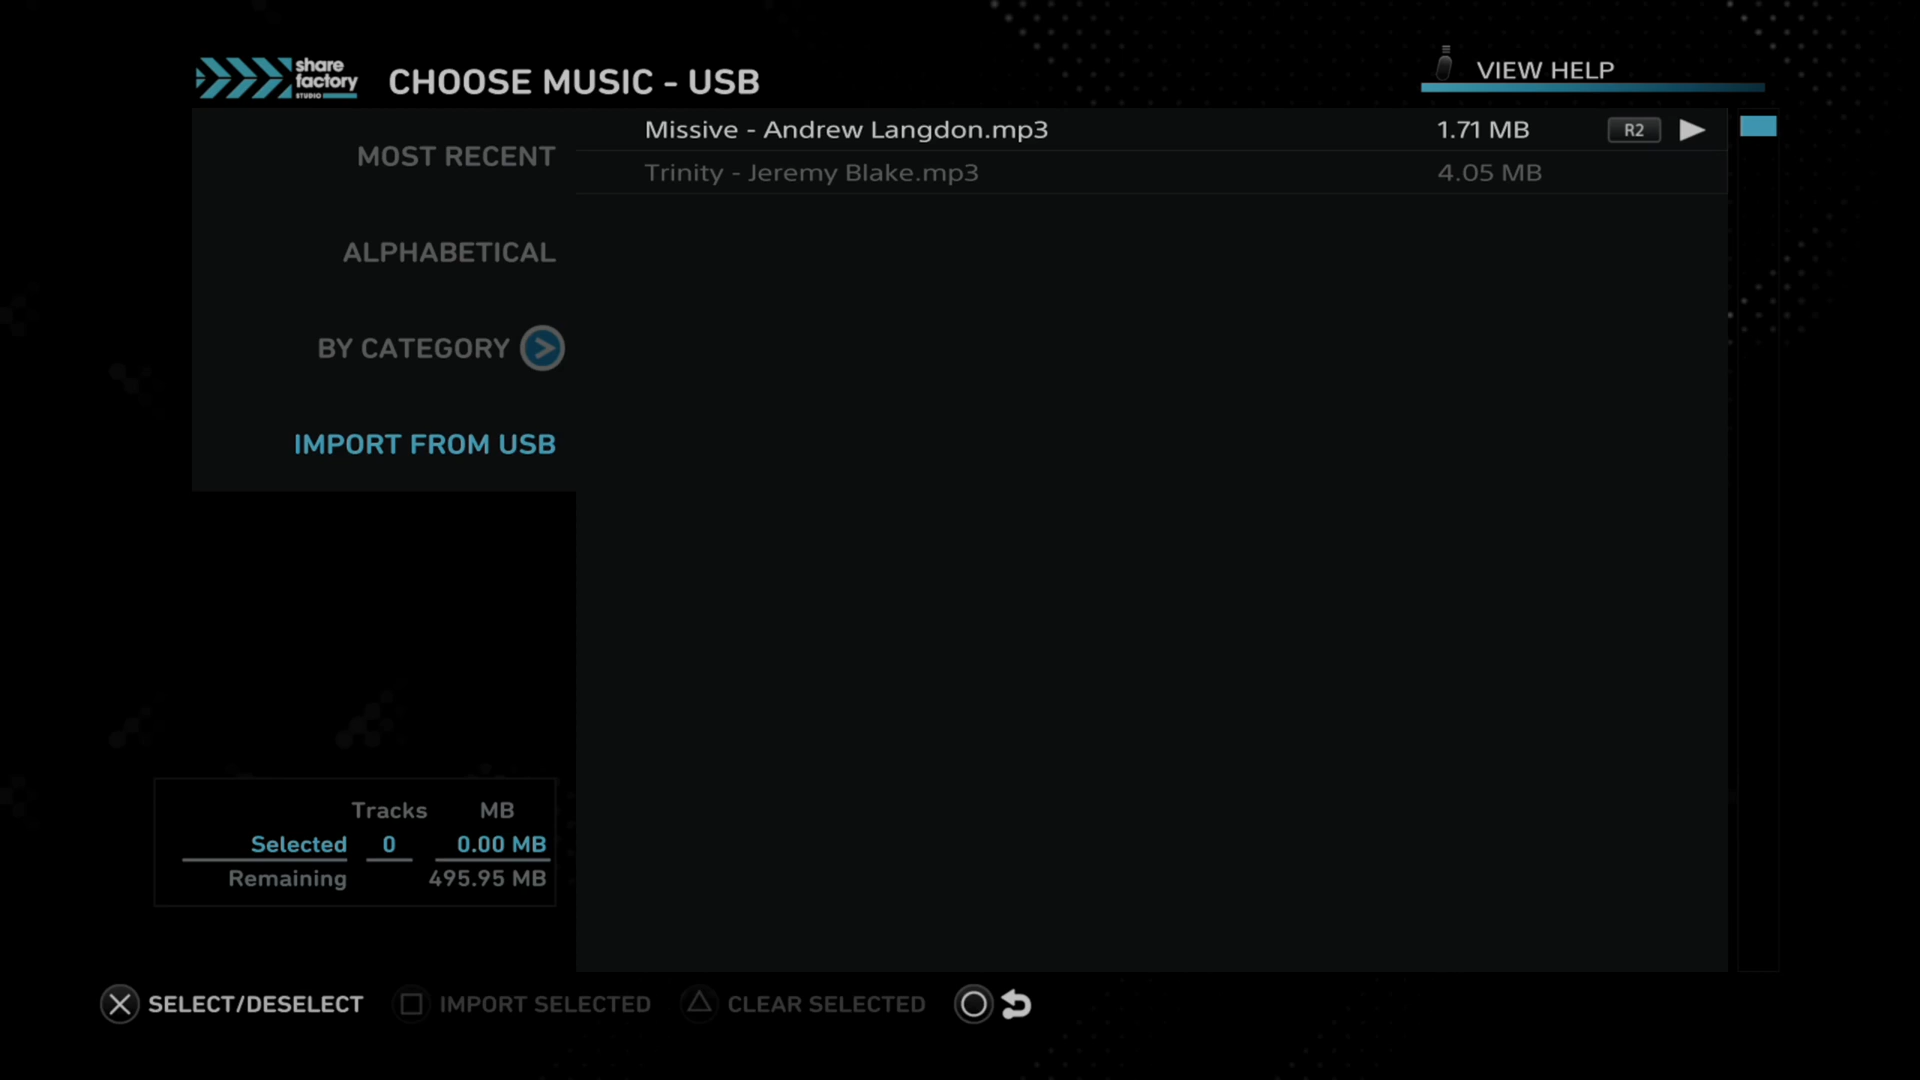 share
factory
STUDIO
CHOOSE MUSIC - USB
VIEW HELP
MOST RECENT
ALPHABETICAL
BY CATEGORY
IMPORT FROM USB
Missive - Andrew Langdon.mp3 1.71 MB R2
Trinity - Jeremy Blake.mp3 4.05 MB
Tracks MB
Selected 0 0.00 MB
Remaining 495.95 MB
SELECT/DESELECT IMPORT SELECTED CLEAR SELECTED